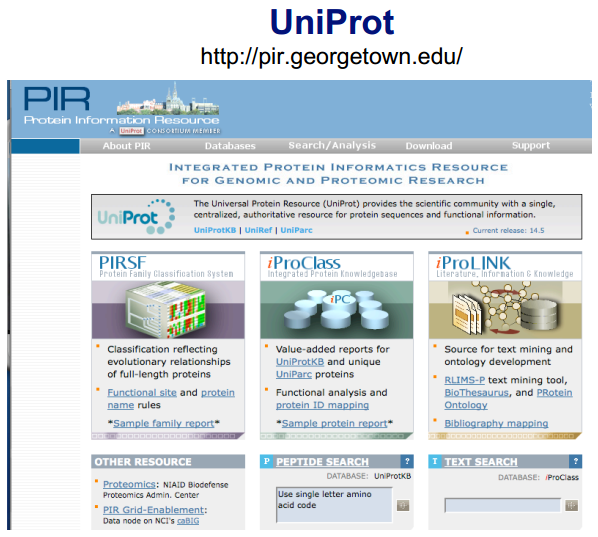 UniProt
http://pir.georgetown.edu/
PIR
Protein Information Resource
A UniProt CONSORTIUM MEMBER
About PIR Databases Search/Analysis Download Support
INTEGRATED PROTEIN INFORMATICS RESOURCE
FOR GENOMIC AND PROTEOMIC RESEARCH
UniProt
The Universal Protein Resource (UniProt) provides the scientific community with a single,
centralized, authoritative resource for protein sequences and functional information.
UniProtKB | UniRef | UniParc
Current release: 14.5
PIRSF
Protein Family Classification System
Classification reflecting
evolutionary relationships
of full-length proteins
Functional site and protein
name rules
*Sample family report*
iProClass
Integrated Protein Knowledgebase
iPC
Value-added reports for
UniProtKB and unique
UniParc proteins
Functional analysis and
protein ID mapping
*Sample protein report*
iProLINK
Literature, Information & Knowledge
Source for text mining and
ontology development
RLIMS-P text mining tool,
BioThesaurus, and PRotein
Ontology
Bibliography mapping
OTHER RESOURCE
Proteomics: NIAID Biodefense
Proteomics Admin. Center
PIR Grid-Enablement:
Data node on NCI's caBIG
P PEPTIDE SEARCH ?
DATABASE: UniProtKB
Use single letter amino
acid code
T TEXT SEARCH ?
DATABASE: iProClass